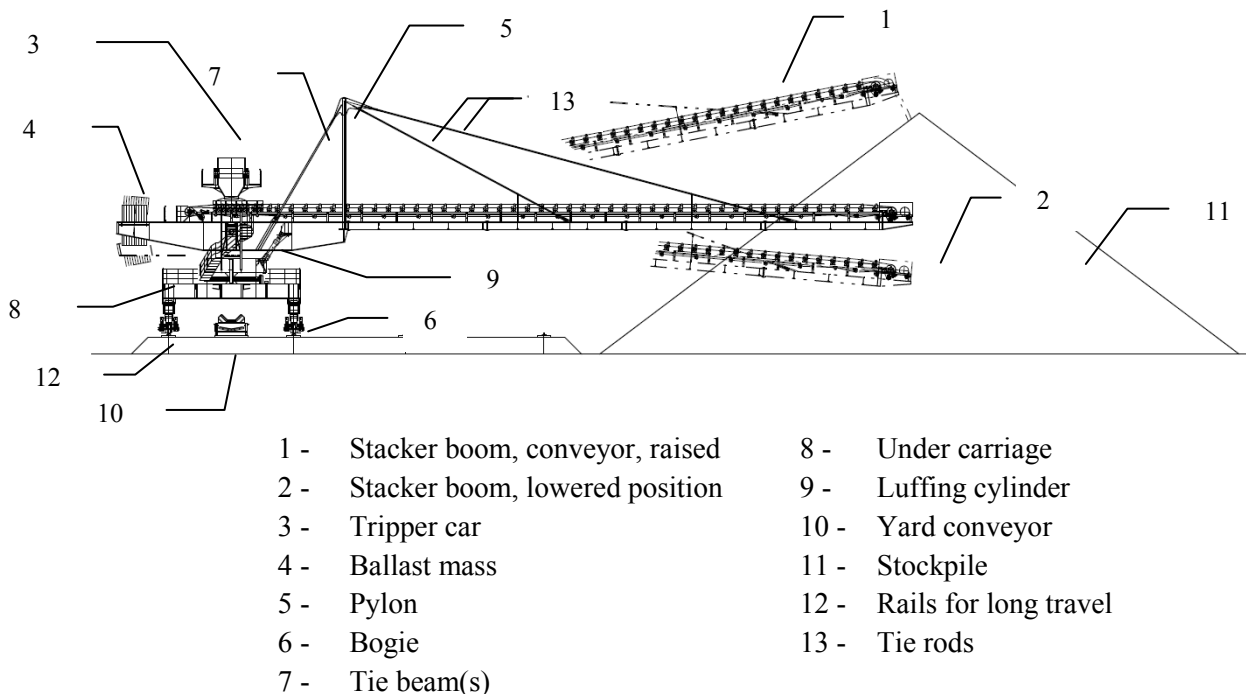 1
5
3
7
13
4
2
11
9
8
6
12
10
1 - Stacker boom, conveyor, raised
2 - Stacker boom, lowered position
3 - Tripper car
4 - Ballast mass
5 - Pylon
6 - Bogie
7 - Tie beam(s)
8 - Under carriage
9 - Luffing cylinder
10 - Yard conveyor
11 - Stockpile
12 - Rails for long travel
13 - Tie rods